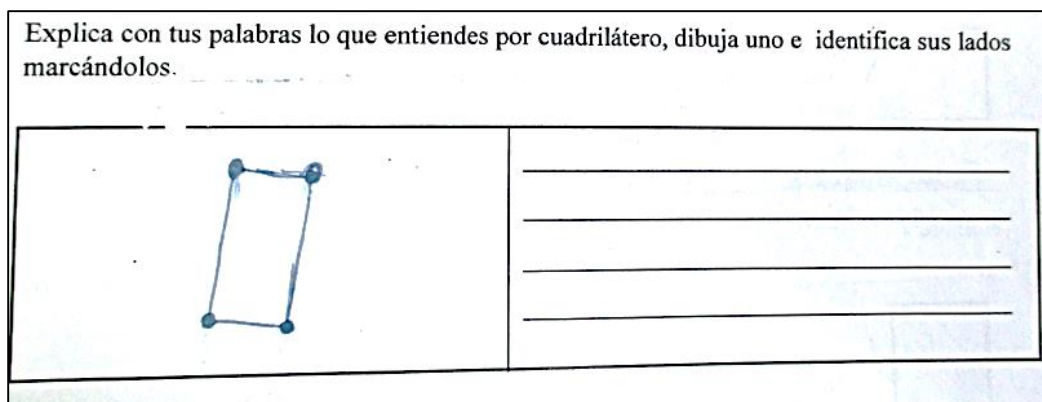 Explica con tus palabras lo que entiendes por cuadrilátero, dibuja uno e identifica sus lados
marcándolos.